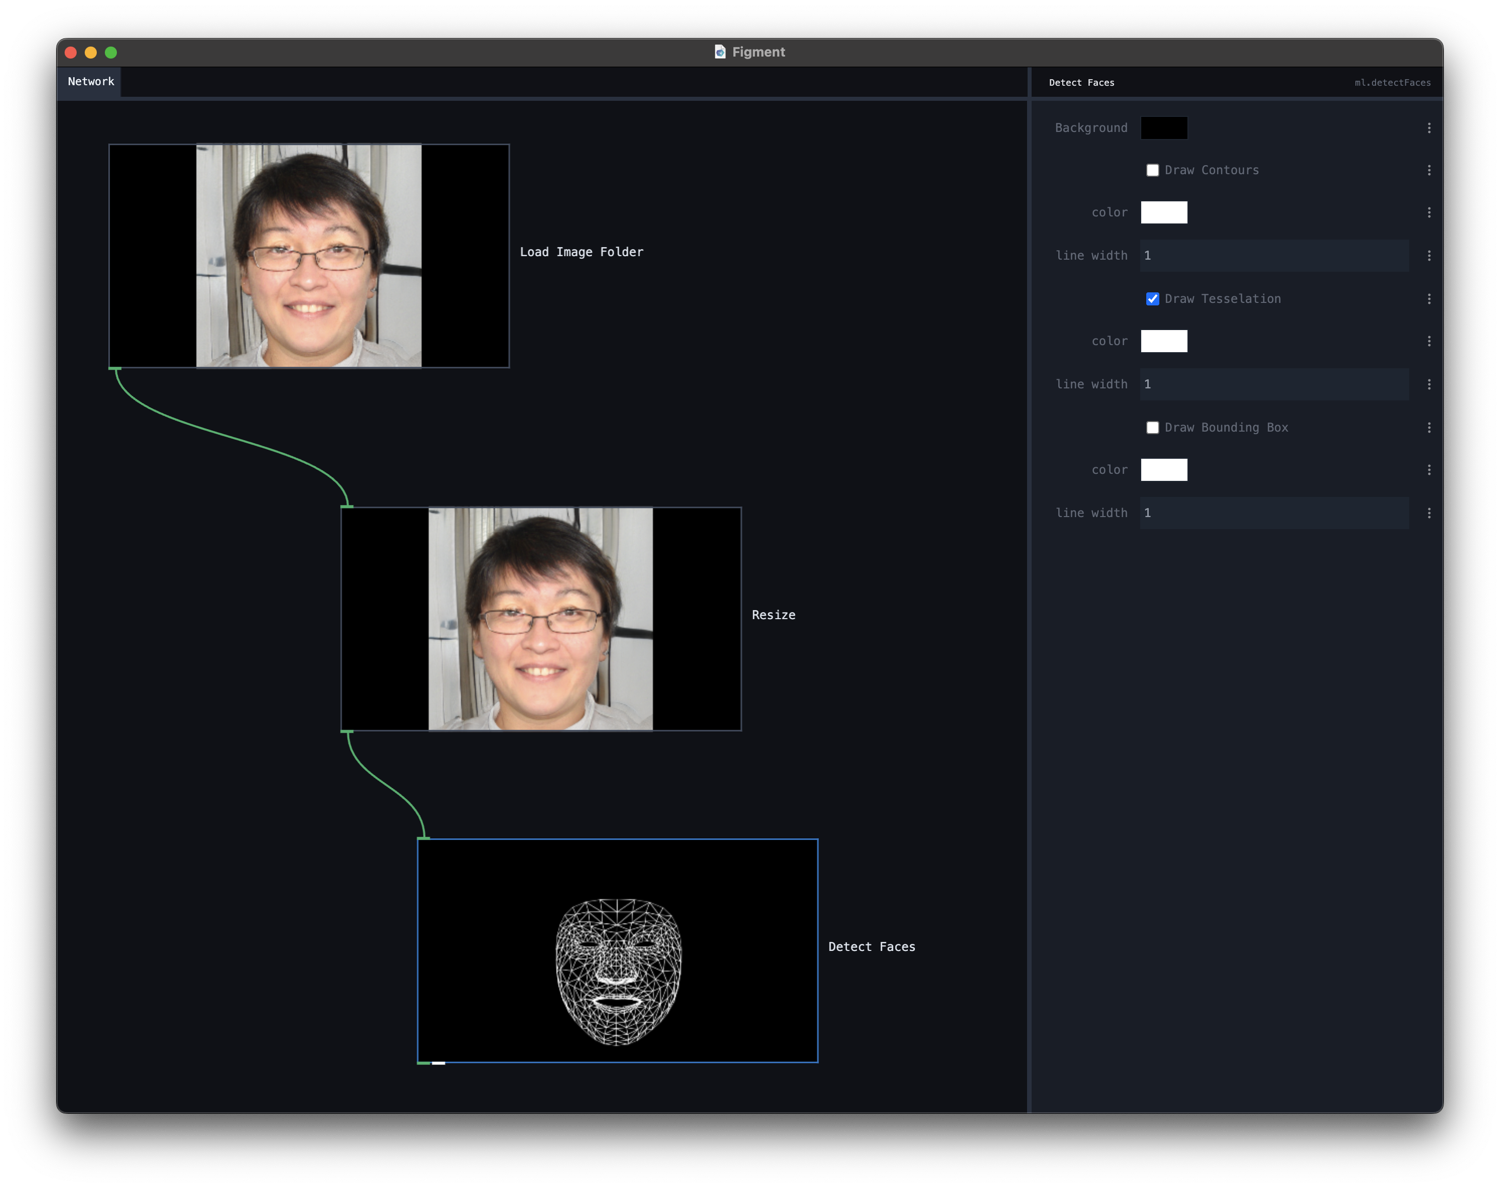 Figment
Network
Load Image Folder
Resize
Detect Faces
Detect Faces ml.detectFaces
Background
Draw Contours
color
line width 1
Draw Tesselation
color
line width 1
Draw Bounding Box
color
line width 1